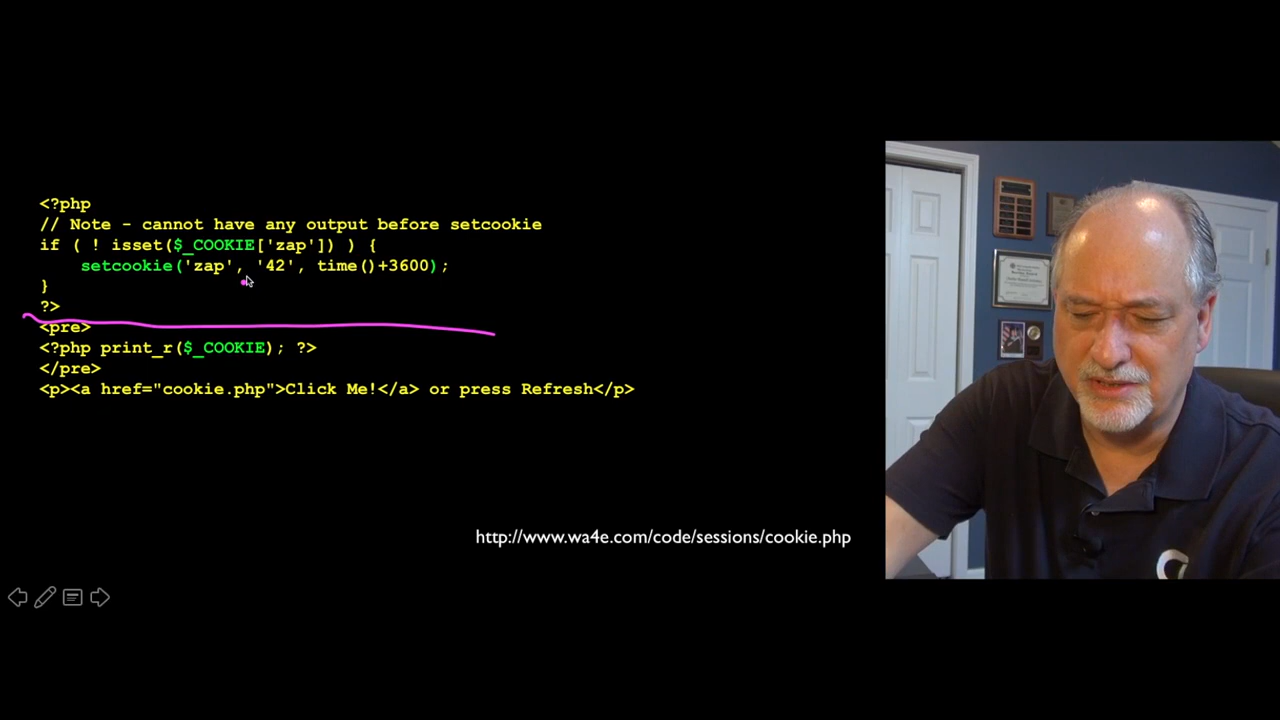 <?php
// Note - cannot have any output before setcookie
if ( ! isset($_COOKIE['zap']) ) {
    setcookie('zap', '42', time()+3600);
}
?>
<pre>
<?php print_r($_COOKIE); ?>
</pre>
<p><a href="cookie.php">Click Me!</a> or press Refresh</p>
http://www.wa4e.com/code/sessions/cookie.php